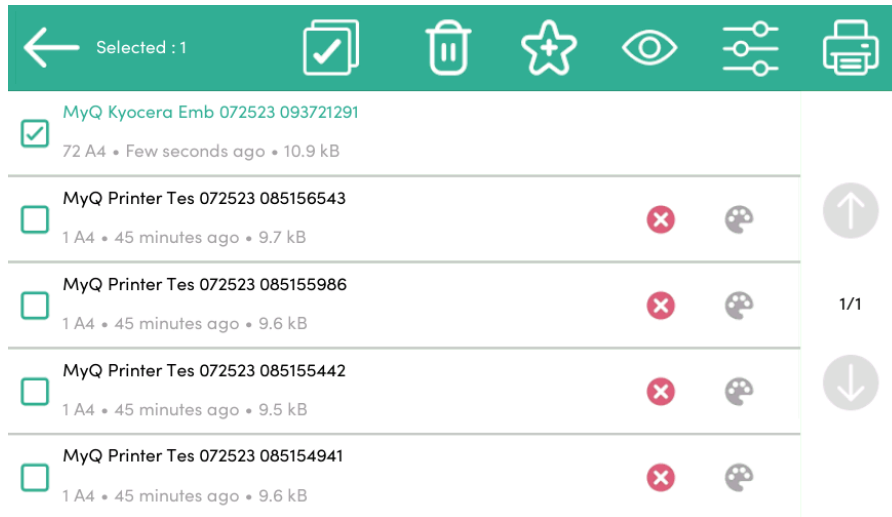 Selected : 1
MyQ Kyocera Emb 072523 093721291
72 A4 • Few seconds ago • 10.9 kB
MyQ Printer Tes 072523 085156543
1 A4 • 45 minutes ago • 9.7 kB
MyQ Printer Tes 072523 085155986
1 A4 • 45 minutes ago • 9.6 kB
1/1
MyQ Printer Tes 072523 085155442
1 A4 • 45 minutes ago • 9.5 kB
MyQ Printer Tes 072523 085154941
1 A4 • 45 minutes ago • 9.6 kB